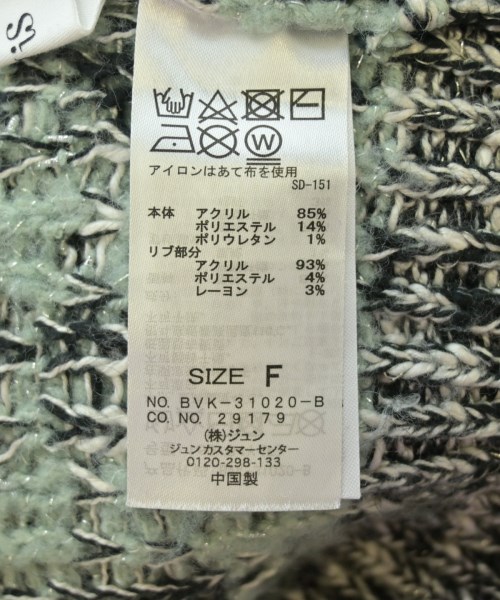 W
アイロンはあて布を使用
SD-151
本体 アクリル 85%
ポリエステル 14%
ポリウレタン 1%
リブ部分
アクリル 93%
ポリエステル 4%
レーヨン 3%
SIZE F
NO. BVK-31020-B
CO. NO. 29179
(株)ジュン
ジュン カスタマーセンター
0120-298-133
中国製